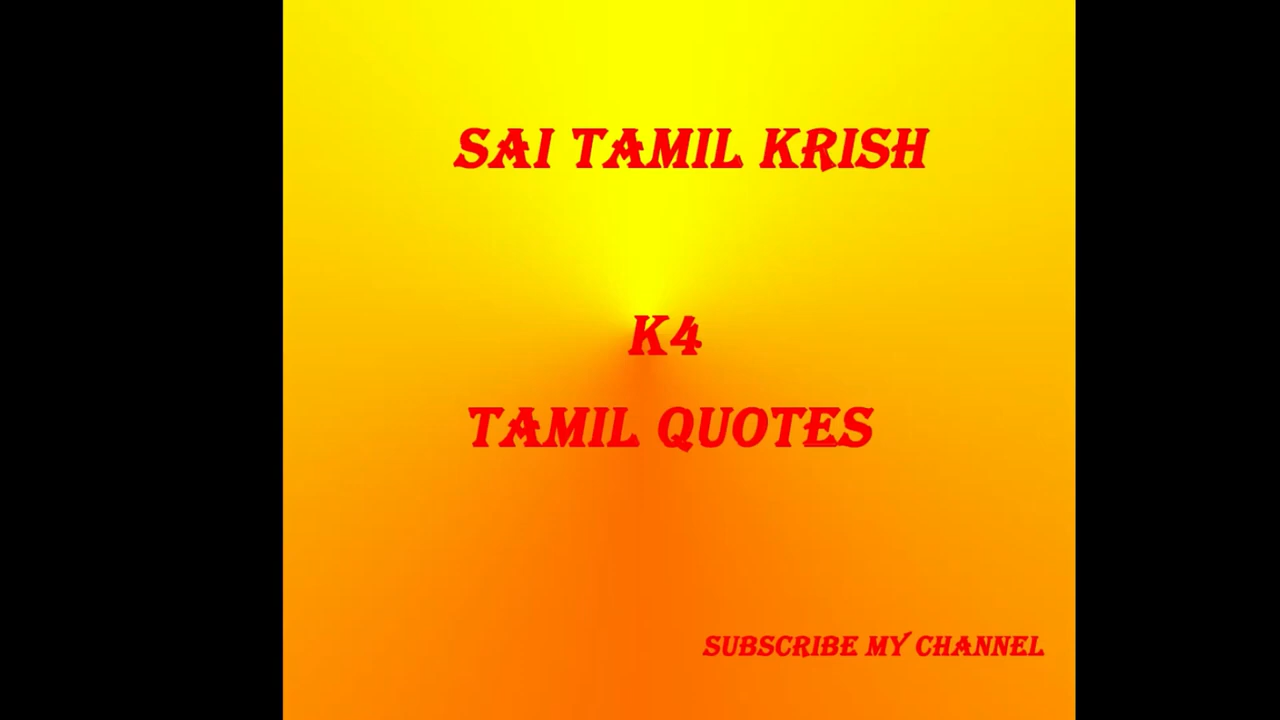 SAI TAMIL KRISH
K4
TAMIL QUOTES
SUBSCRIBE MY CHANNEL